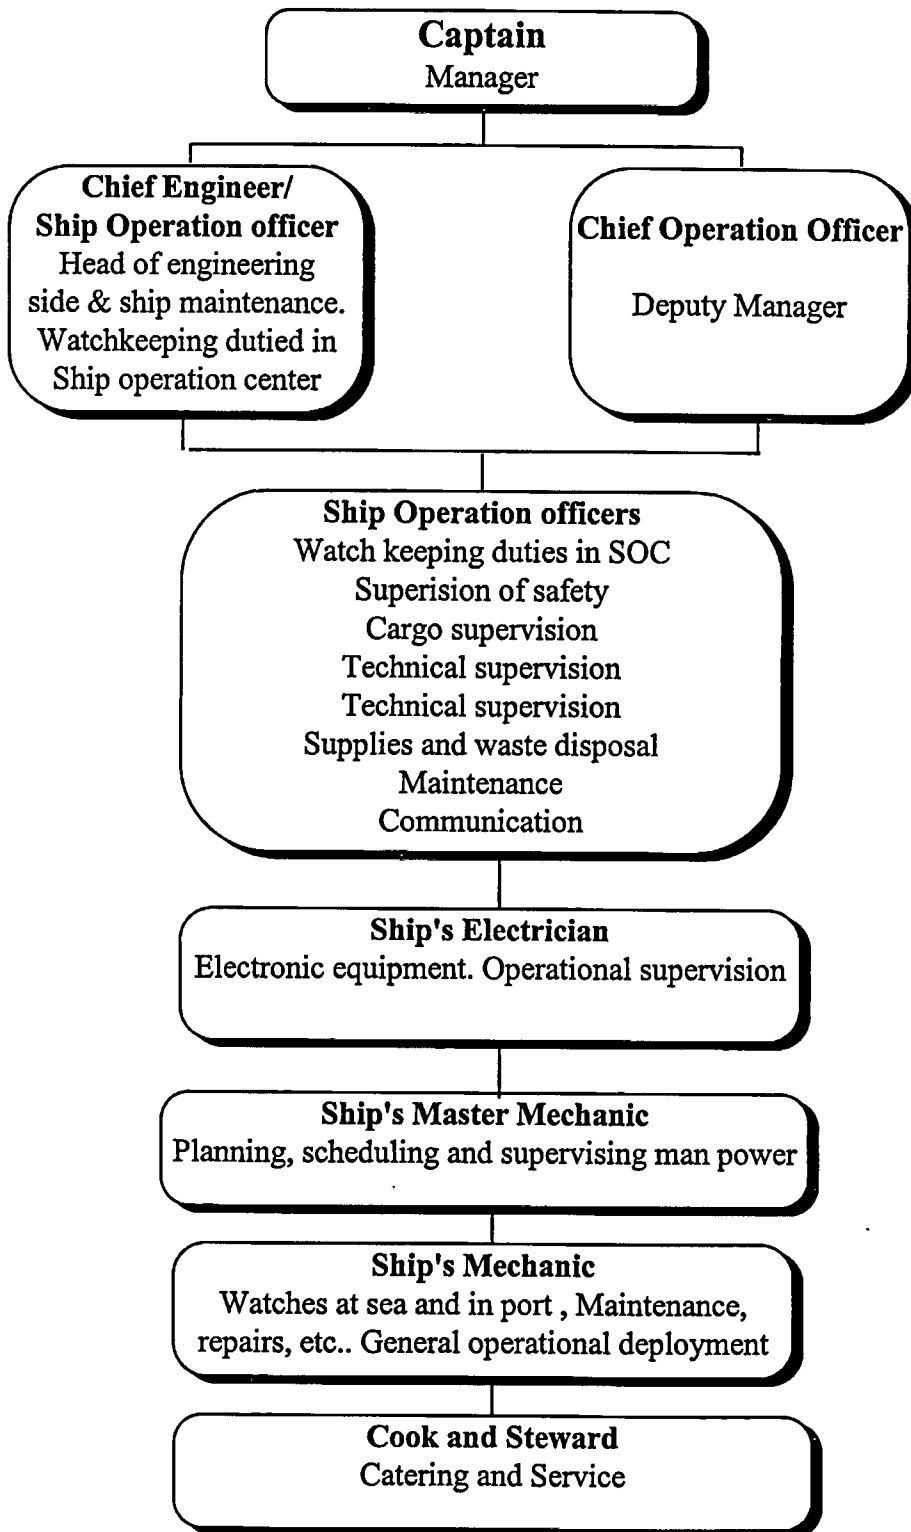 Captain
Manager
Chief Engineer/
Ship Operation officer
Head of engineering
side & ship maintenance.
Watchkeeping dutied in
Ship operation center
Chief Operation Officer
Deputy Manager
Ship Operation officers
Watch keeping duties in SOC
Superision of safety
Cargo supervision
Technical supervision
Technical supervision
Supplies and waste disposal
Maintenance
Communication
Ship's Electrician
Electronic equipment. Operational supervision
Ship's Master Mechanic
Planning, scheduling and supervising man power
Ship's Mechanic
Watches at sea and in port , Maintenance,
repairs, etc.. General operational deployment
Cook and Steward
Catering and Service